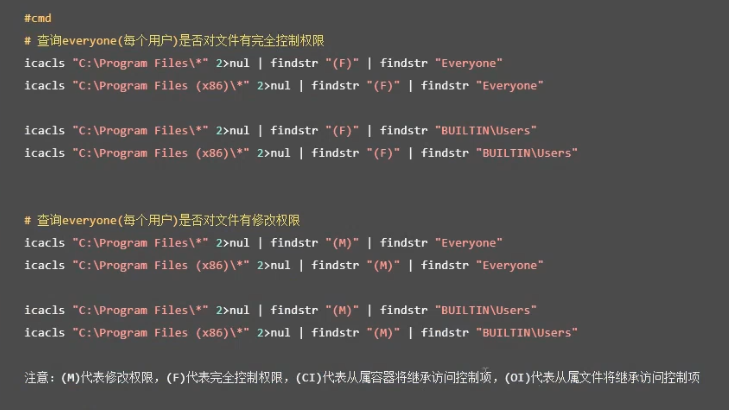 #cmd
# 查询everyone(每个用户)是否对文件有完全控制权限
icacls "C:\Program Files\*" 2>nul | findstr "(F)" | findstr "Everyone"
icacls "C:\Program Files (x86)\*" 2>nul | findstr "(F)" | findstr "Everyone"
icacls "C:\Program Files\*" 2>nul | findstr "(F)" | findstr "BUILTIN\Users"
icacls "C:\Program Files (x86)\*" 2>nul | findstr "(F)" | findstr "BUILTIN\Users"
# 查询everyone(每个用户)是否对文件有修改权限
icacls "C:\Program Files\*" 2>nul | findstr "(M)" | findstr "Everyone"
icacls "C:\Program Files (x86)\*" 2>nul | findstr "(M)" | findstr "Everyone"
icacls "C:\Program Files\*" 2>nul | findstr "(M)" | findstr "BUILTIN\Users"
icacls "C:\Program Files (x86)\*" 2>nul | findstr "(M)" | findstr "BUILTIN\Users"
注意：(M)代表修改权限，(F)代表完全控制权限，(CI)代表从属容器将继承访问控制项，(OI)代表从属文件将继承访问控制项